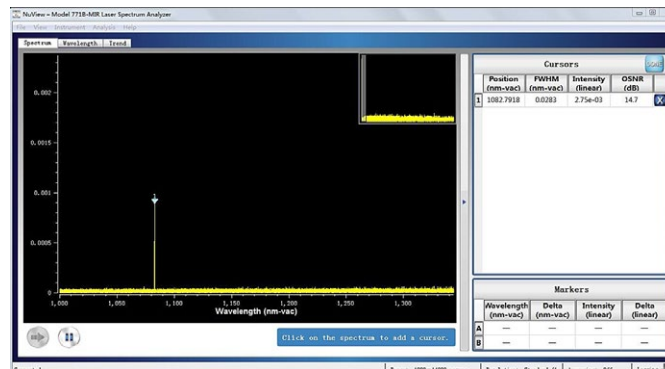 NuView - Model 771B-MIR Laser Spectrum Analyzer
File View Instrument Analysis Help
Spectrum Wavelength Trend
0.002
0.0015
0.001
0.0005
0
1
1,000 1,050 1,100 1,150 1,200 1,250 1,300
Wavelength (nm-vac)
Click on the spectrum to add a cursor.
Cursors
Position (nm-vac) FWHM (nm-vac) Intensity (linear) OSNR (dB)
1 1082.7918 0.0283 2.75e-03 14.7 X
Markers
Wavelength (nm-vac) Delta (nm-vac) Intensity (linear) Delta (linear)
A — — — —
B — — — —